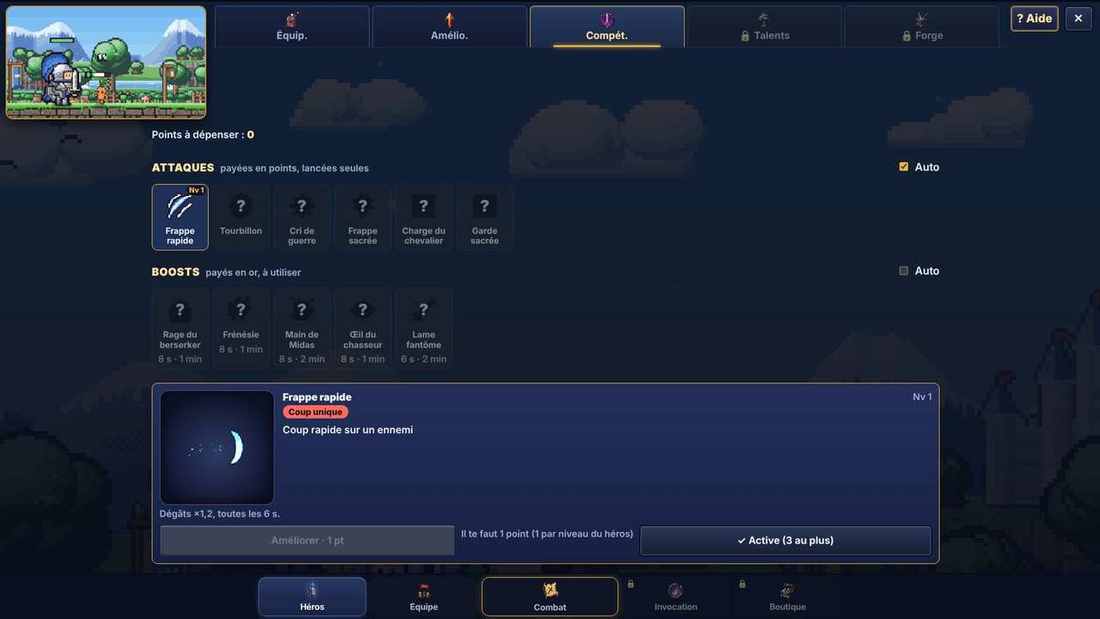 Équip.
Amélio.
Compét.
Talents
Forge
? Aide
×
Points à dépenser : 0
ATTAQUES payées en points, lancées seules
Auto
Nv 1
Frappe rapide
? Tourbillon
? Cri de guerre
? Frappe sacrée
? Charge du chevalier
? Garde sacrée
BOOSTS payés en or, à utiliser
Auto
? Rage du berserker
8 s · 1 min
? Frénésie
8 s · 1 min
? Main de Midas
8 s · 2 min
? Œil du chasseur
8 s · 1 min
? Lame fantôme
6 s · 2 min
Frappe rapide
Nv 1
Coup unique
Coup rapide sur un ennemi
Dégâts ×1,2, toutes les 6 s.
Améliorer · 1 pt
Il te faut 1 point (1 par niveau du héros)
✓ Active (3 au plus)
Héros
Équipe
Combat
Invocation
Boutique